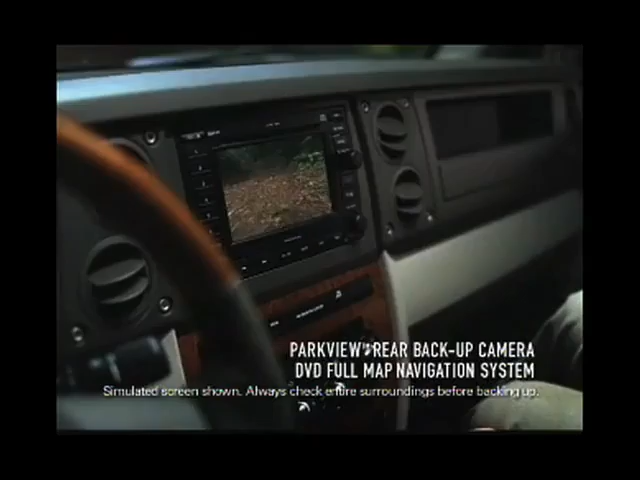 PARKVIEW® REAR BACK-UP CAMERA
DVD FULL MAP NAVIGATION SYSTEM
Simulated screen shown. Always check entire surroundings before backing up.